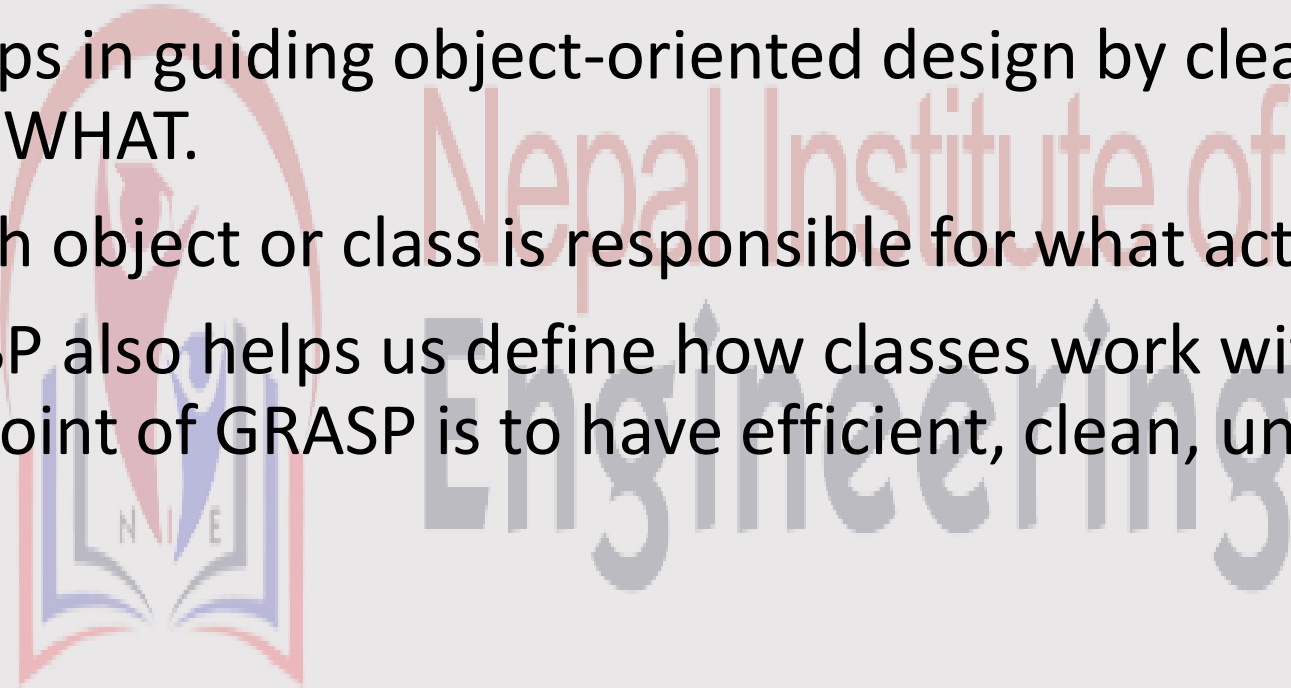 ps in guiding object-oriented design by clea
WHAT.
h object or class is responsible for what act
SP also helps us define how classes work wi
oint of GRASP is to have efficient, clean, un
Nepal Institute of
Engineering
N I E